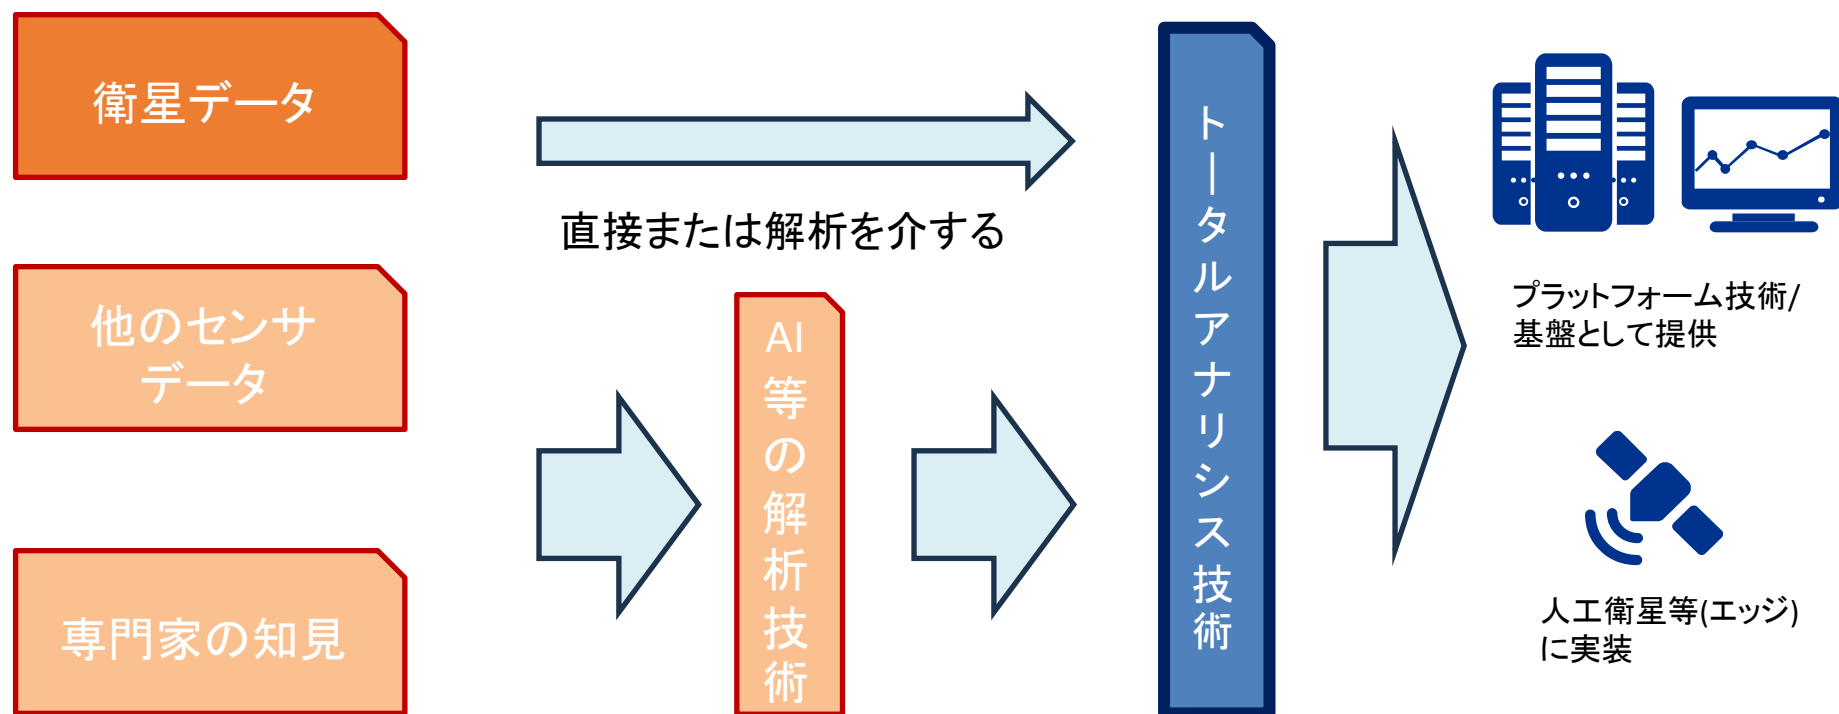 衛星データ
他のセンサ
データ
専門家の知見
直接または解析を介する
AI等の解析技術
トータルアナリシス技術
プラットフォーム技術/
基盤として提供
人工衛星等(エッジ)
に実装